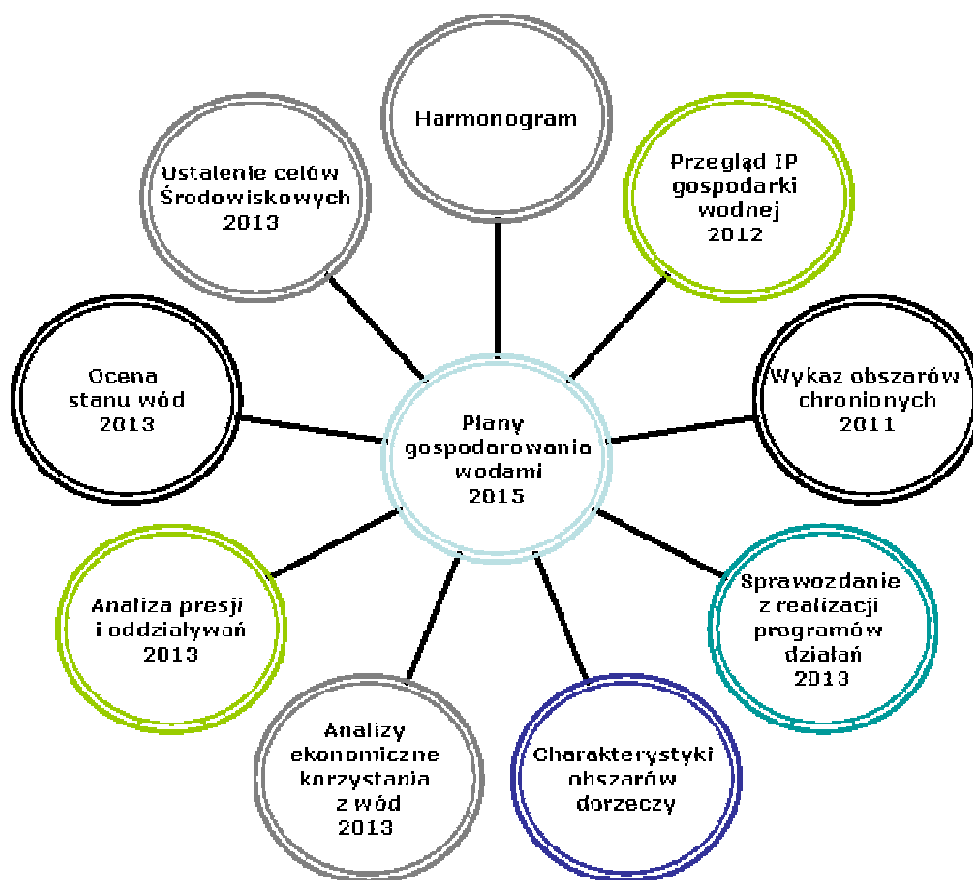 Harmonogram
Ustalenie celów
Środowiskowych
2013
Przegląd IP
gospodarki
wodnej
2012
Ocena
stanu wód
2013
Plany
gospodarowania
wodami
2015
Wykaz obszarów
chronionych
2011
Analiza presji
i oddziaływań
2013
Sprawozdanie
z realizacji
programów
działań
2013
Analizy
ekonomiczne
korzystania
z wód
2013
Charakterystyki
obszarów
dorzeczy